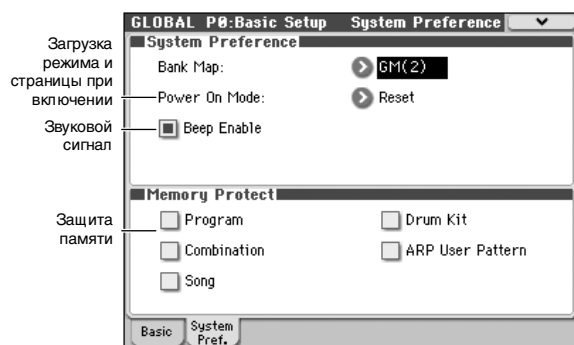 GLOBAL P0:Basic Setup System Preference
System Preference
Загрузка
режима и
страницы при
включении
Bank Map: GM(2)
Power On Mode: Reset
Звуковой
сигнал
Beep Enable
Memory Protect
Защита
памяти
Program Drum Kit
Combination ARP User Pattern
Song
Basic
System
Pref.